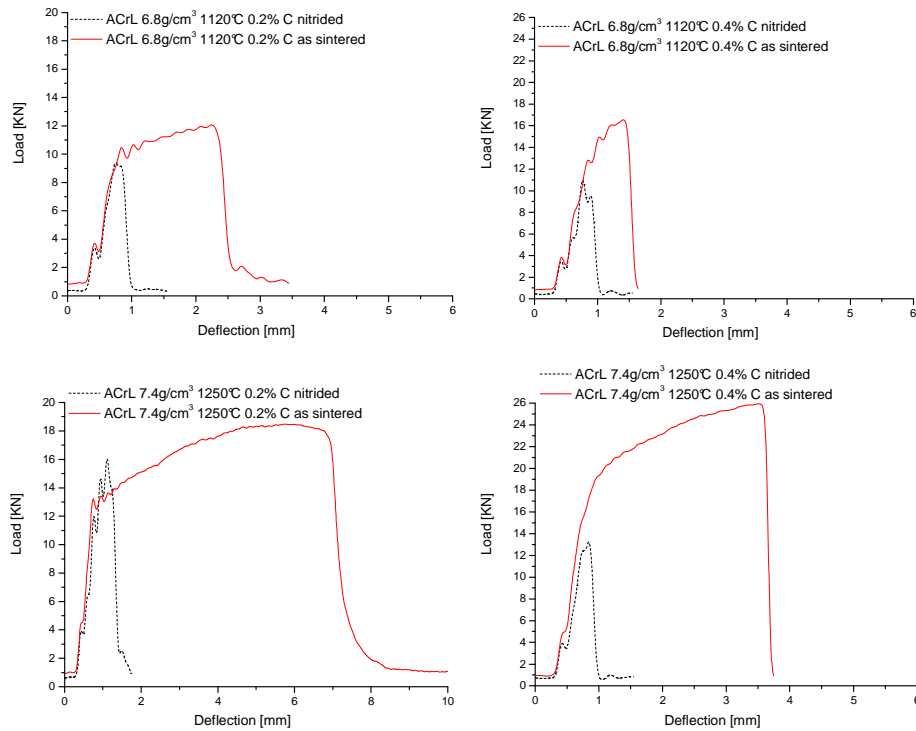 ACrL 6.8g/cm³ 1120℃ 0.2% C nitrided
ACrL 6.8g/cm³ 1120℃ 0.2% C as sintered
20
18
16
14
12
10
8
6
4
2
0
Load [KN]
0 1 2 3 4 5 6
Deflection [mm]
ACrL 6.8g/cm³ 1120℃ 0.4% C nitrided
ACrL 6.8g/cm³ 1120℃ 0.4% C as sintered
26
24
22
20
18
16
14
12
10
8
6
4
2
0
Load [KN]
0 1 2 3 4 5 6
Deflection [mm]
ACrL 7.4g/cm³ 1250℃ 0.2% C nitrided
ACrL 7.4g/cm³ 1250℃ 0.2% C as sintered
20
18
16
14
12
10
8
6
4
2
0
Load [KN]
0 2 4 6 8 10
Deflection [mm]
ACrL 7.4g/cm³ 1250℃ 0.4% C nitrided
ACrL 7.4g/cm³ 1250℃ 0.4% C as sintered
26
24
22
20
18
16
14
12
10
8
6
4
2
0
Load [KN]
0 1 2 3 4 5 6
Deflection [mm]